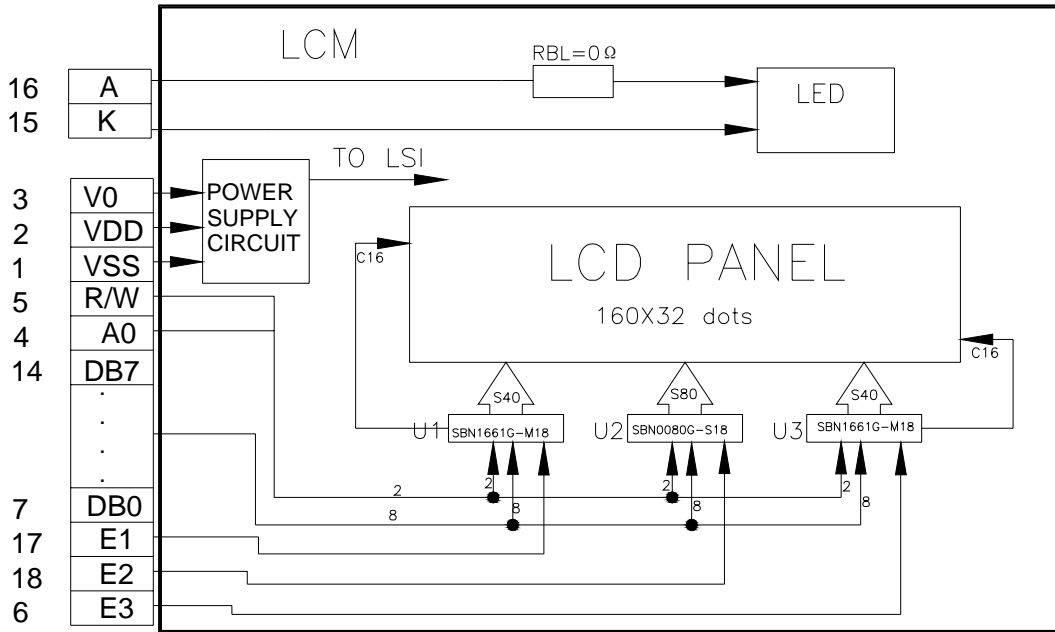 LCM
RBL=0Ω
16 A
15 K
LED
TO LSI
3 V0
2 VDD
1 VSS
POWER
SUPPLY
CIRCUIT
5 R/W
4 A0
14 DB7
.
.
.
.
7 DB0
17 E1
18 E2
6 E3
C16
LCD PANEL
160X32 dots
C16
S40
S80
S40
U1 SBN1661G-M18
U2 SBN0080G-S18
U3 SBN1661G-M18
2
2
2
2
8
8
8
8